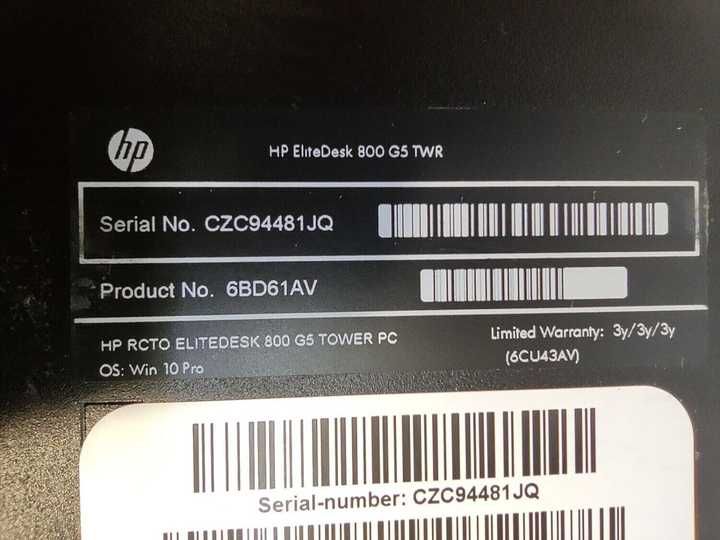 hp
HP EliteDesk 800 G5 TWR
Serial No. CZC94481JQ
Product No. 6BD61AV
HP RCTO ELITEDESK 800 G5 TOWER PC
Limited Warranty: 3y/3y/3y
OS: Win 10 Pro
(6CU43AV)
Serial-number: CZC94481JQ